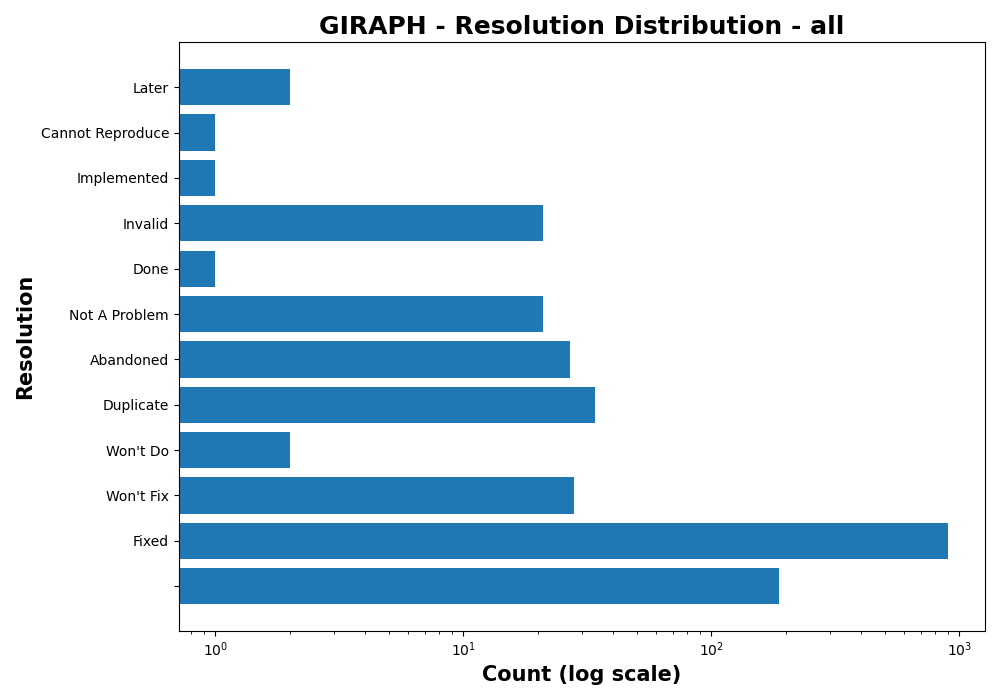 GIRAPH - Resolution Distribution - all
Later
Cannot Reproduce
Implemented
Invalid
Done
Not A Problem
Abandoned
Duplicate
Won't Do
Won't Fix
Fixed
Resolution
10⁰ 10¹ 10² 10³
Count (log scale)